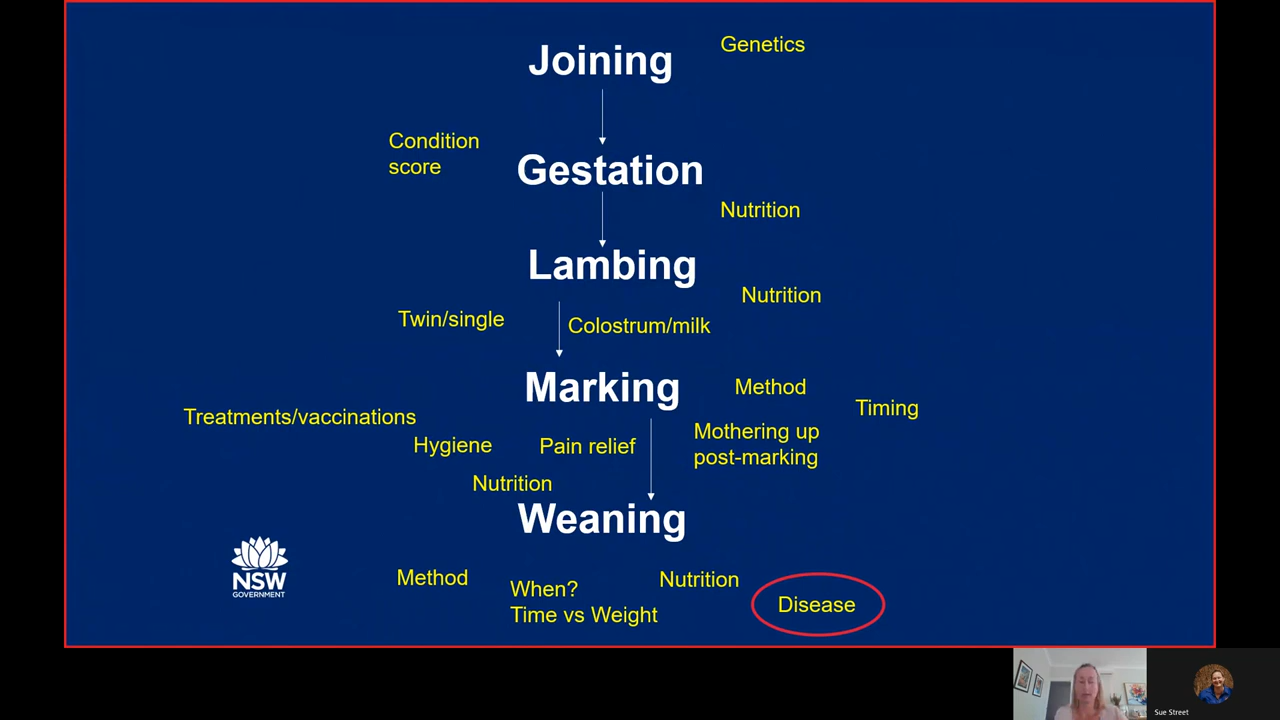 Joining
Genetics
Condition
score
Gestation
Nutrition
Lambing
Nutrition
Twin/single
Colostrum/milk
Marking
Method
Timing
Treatments/vaccinations
Hygiene
Pain relief
Mothering up
post-marking
Nutrition
Weaning
NSW
GOVERNMENT
Method
When?
Time vs Weight
Nutrition
Disease
Sue Street